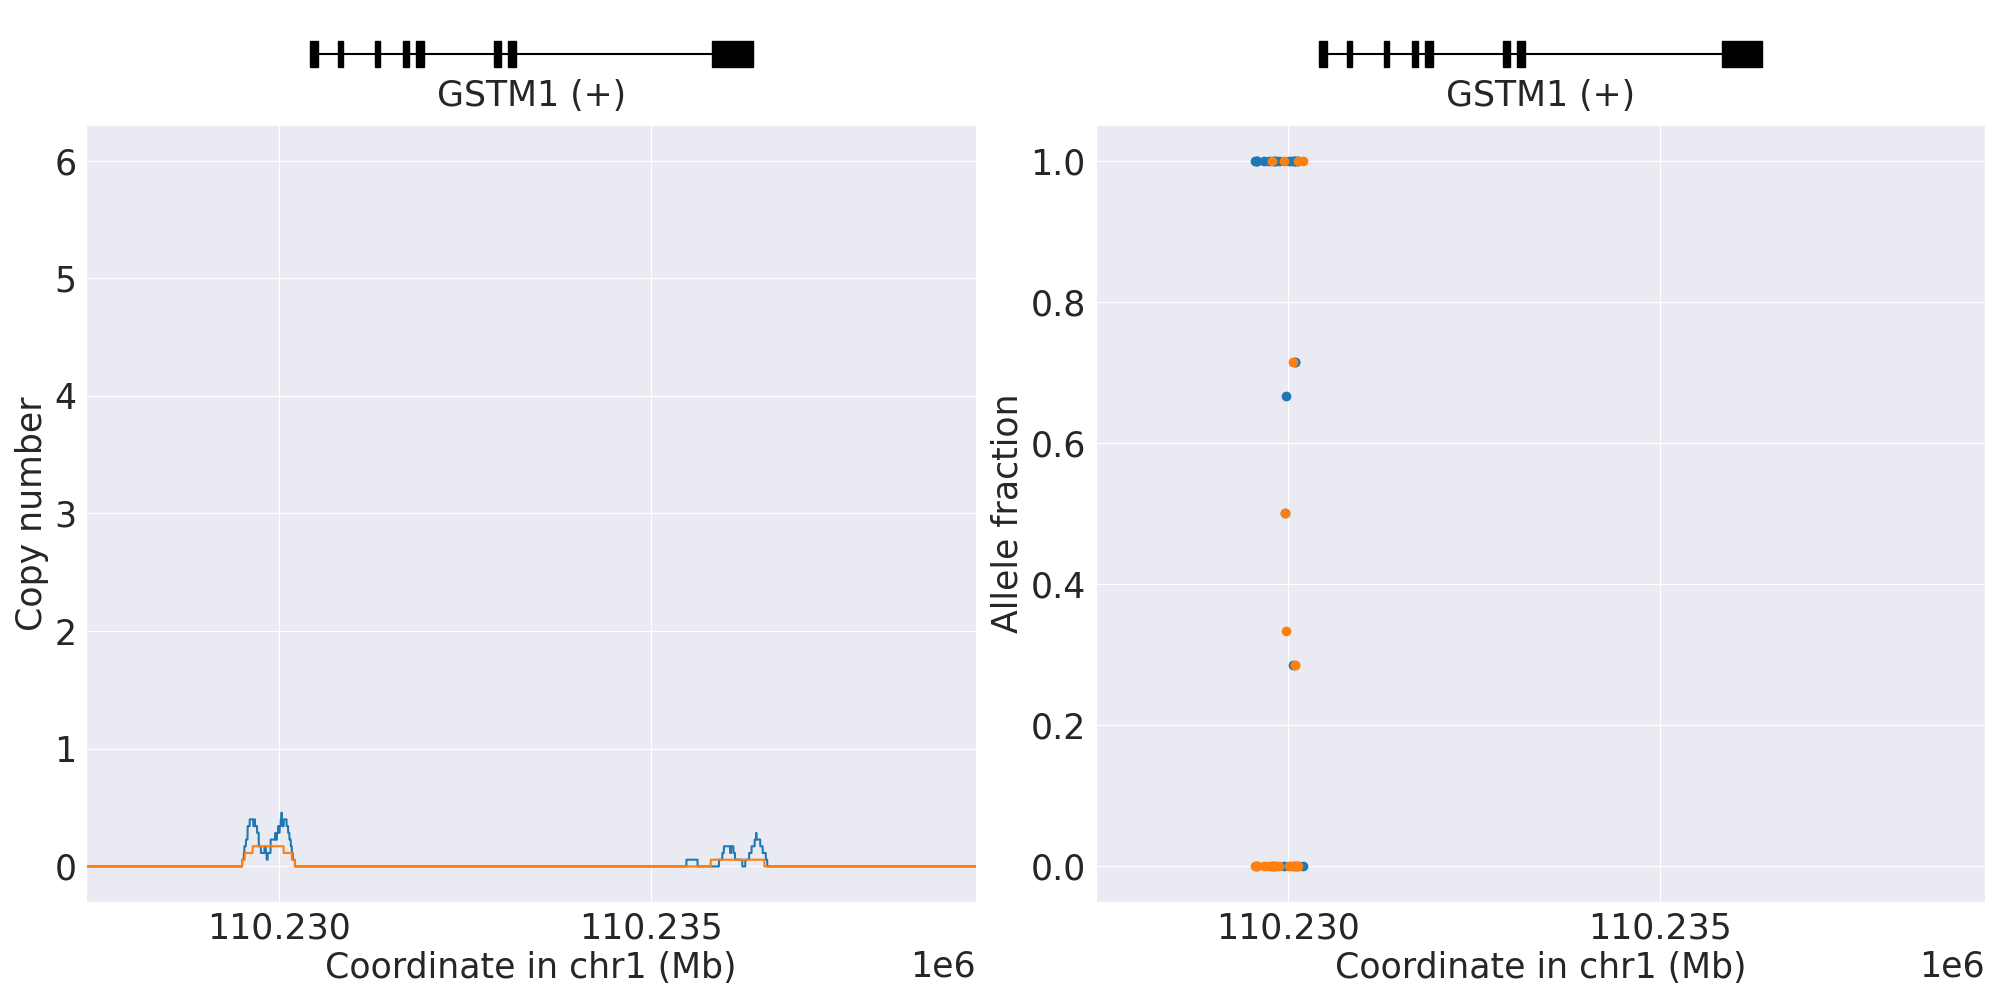 GSTM1 (+)
6
5
4
3
2
1
0
Copy number
110.230
110.235
Coordinate in chr1 (Mb)
1e6
GSTM1 (+)
1.0
0.8
0.6
0.4
0.2
0.0
Allele fraction
110.230
110.235
Coordinate in chr1 (Mb)
1e6